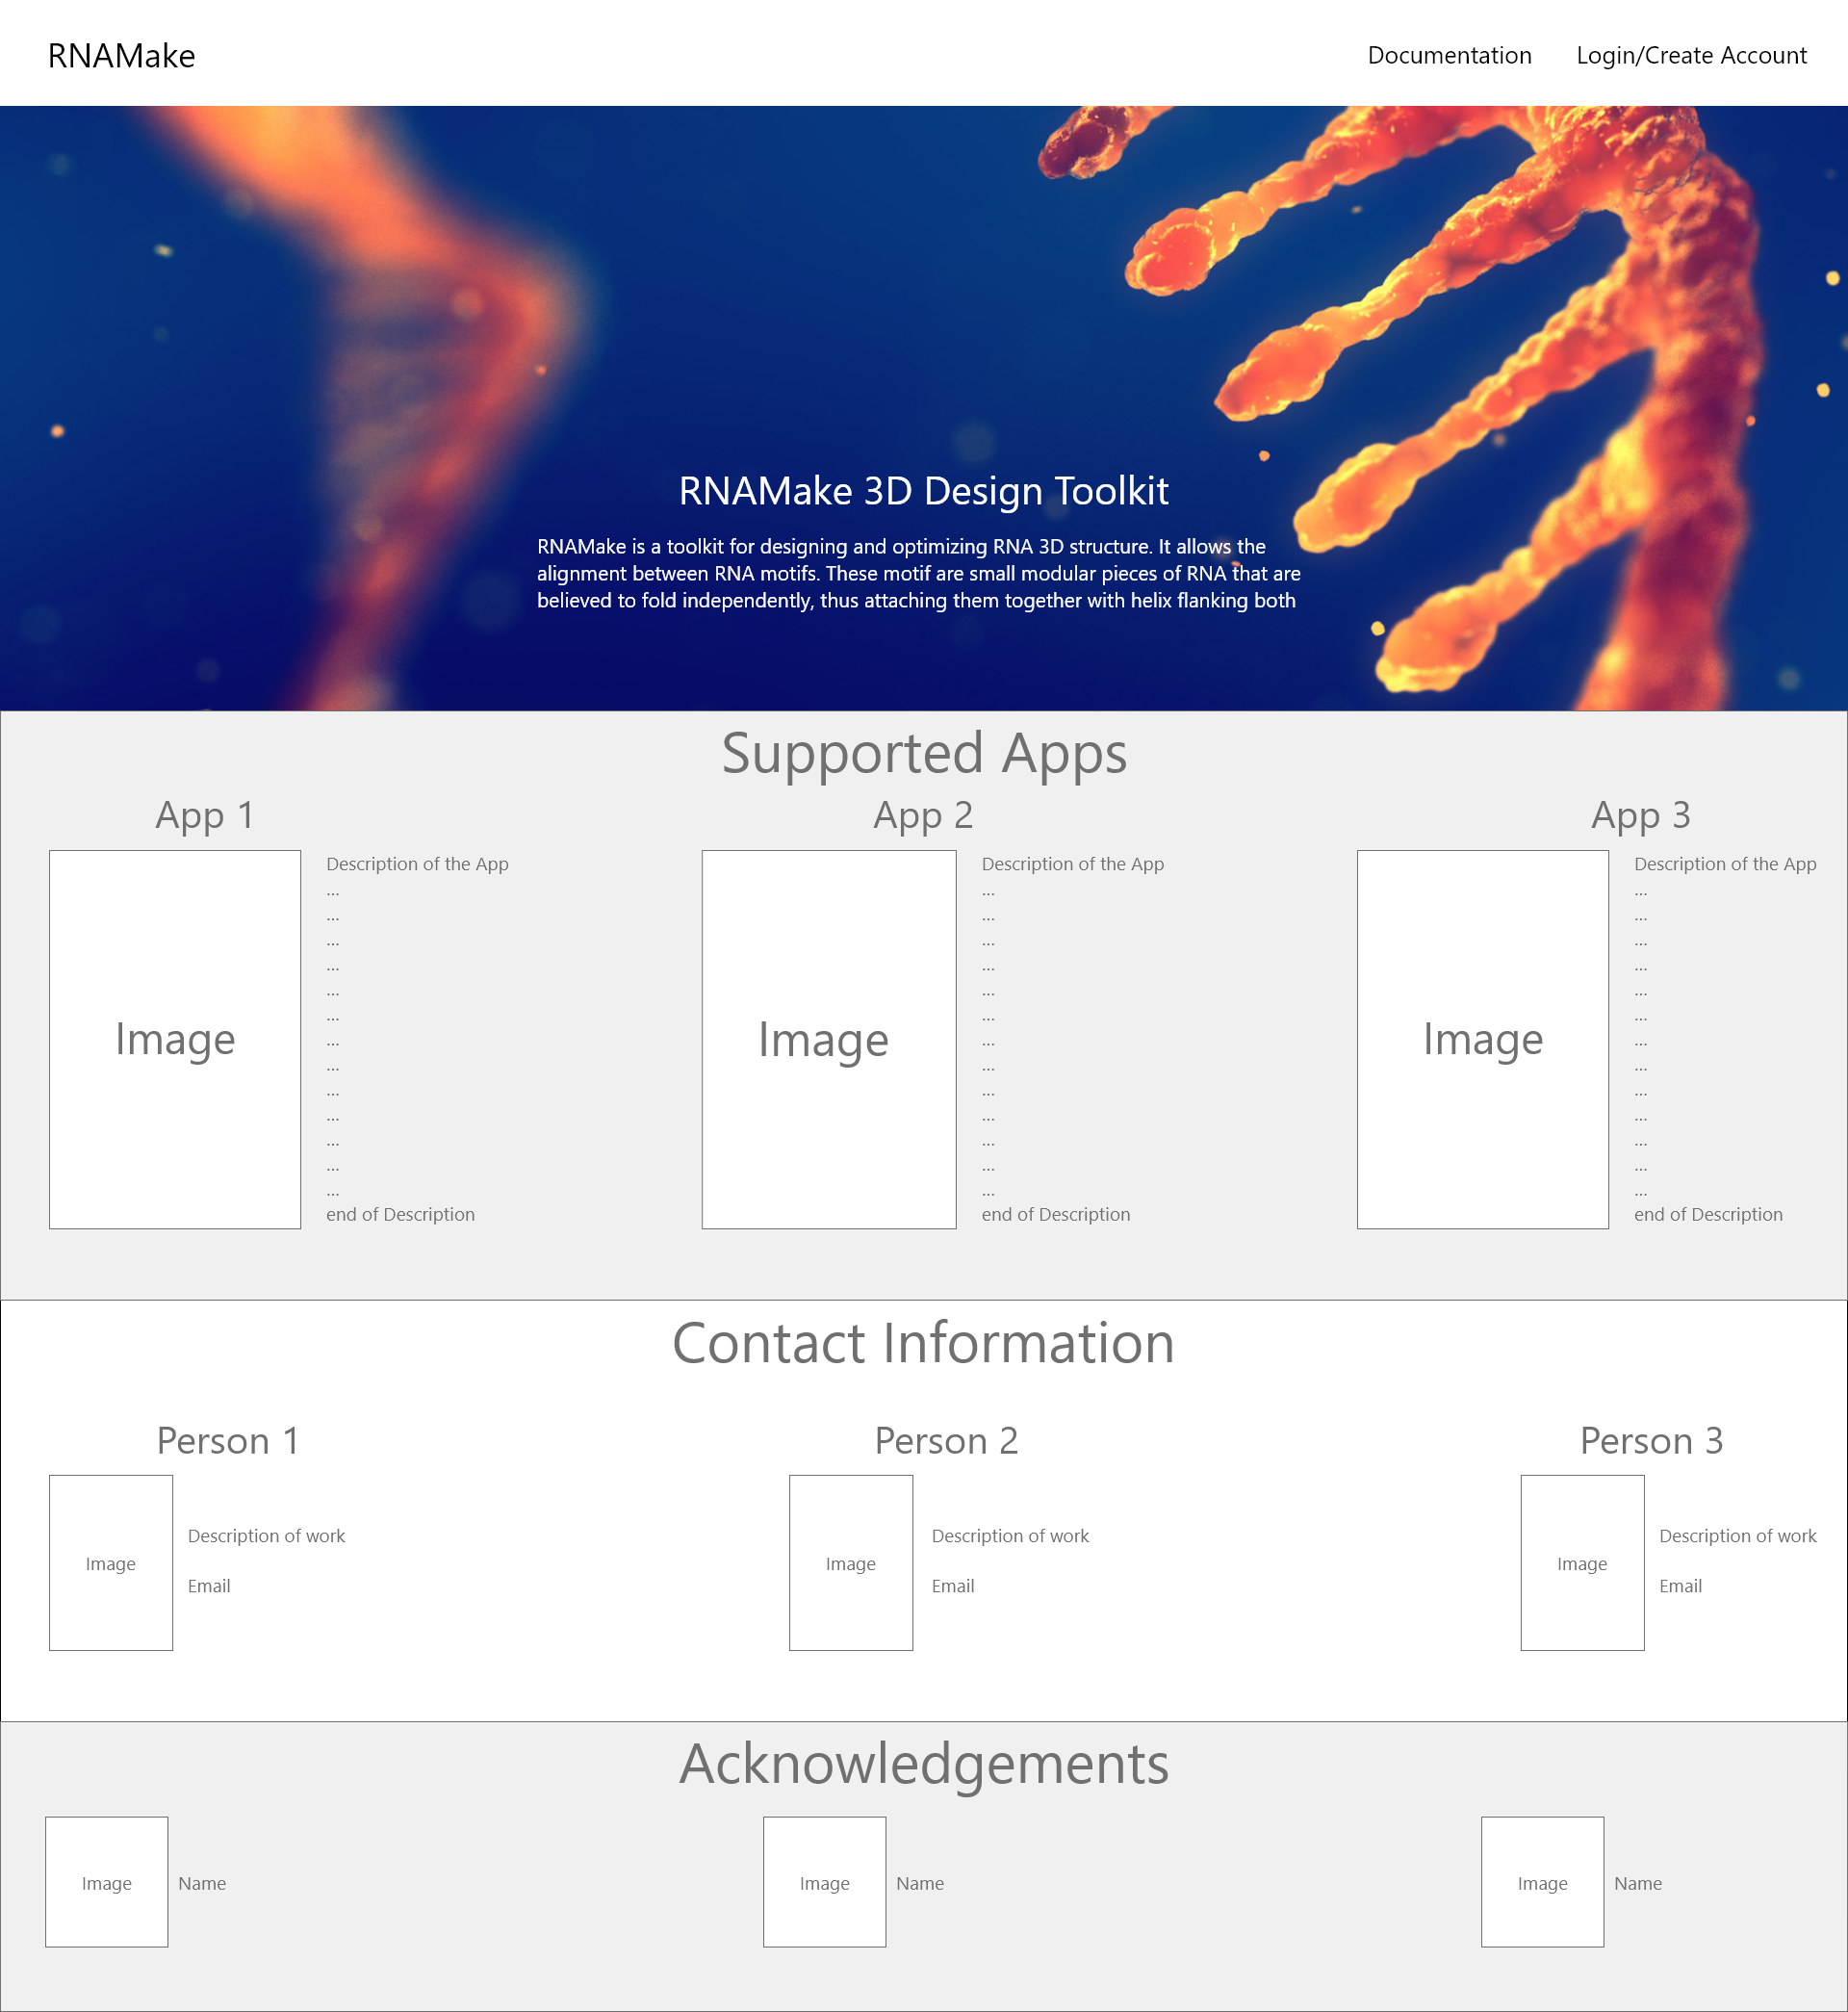 RNAMake
Documentation
Login/Create Account
RNAMake 3D Design Toolkit
RNAMake is a toolkit for designing and optimizing RNA 3D structure. It allows the
alignment between RNA motifs. These motif are small modular pieces of RNA that are
believed to fold independently, thus attaching them together with helix flanking both
Supported Apps
App 1
Image
Description of the App
...
...
...
...
...
...
...
...
...
...
...
...
...
end of Description
App 2
Image
Description of the App
...
...
...
...
...
...
...
...
...
...
...
...
...
end of Description
App 3
Image
Description of the App
...
...
...
...
...
...
...
...
...
...
...
...
...
end of Description
Contact Information
Person 1
Image
Description of work
Email
Person 2
Image
Description of work
Email
Person 3
Image
Description of work
Email
Acknowledgements
Image
Name
Image
Name
Image
Name